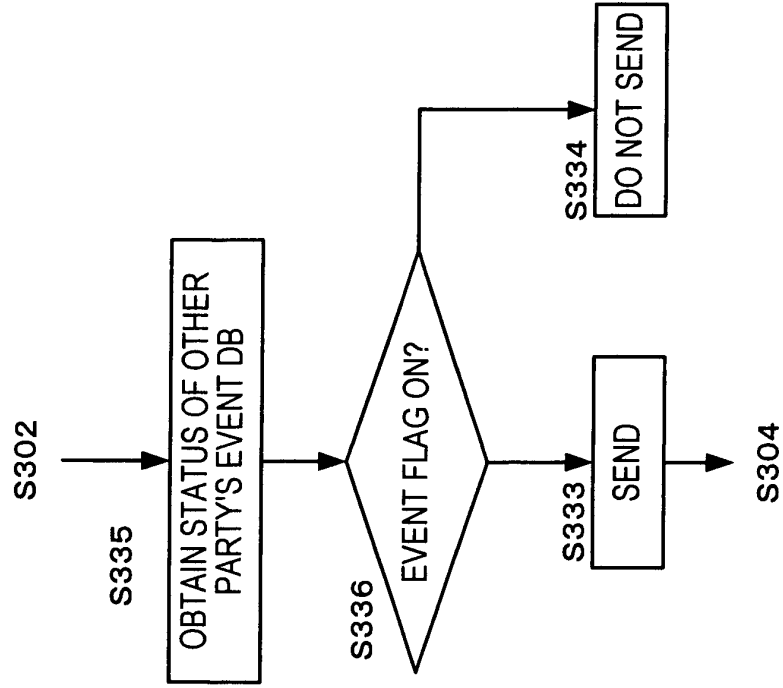 S302
S335
OBTAIN STATUS OF OTHER
PARTY'S EVENT DB
S336
EVENT FLAG ON?
S333
SEND
S334
DO NOT SEND
S304